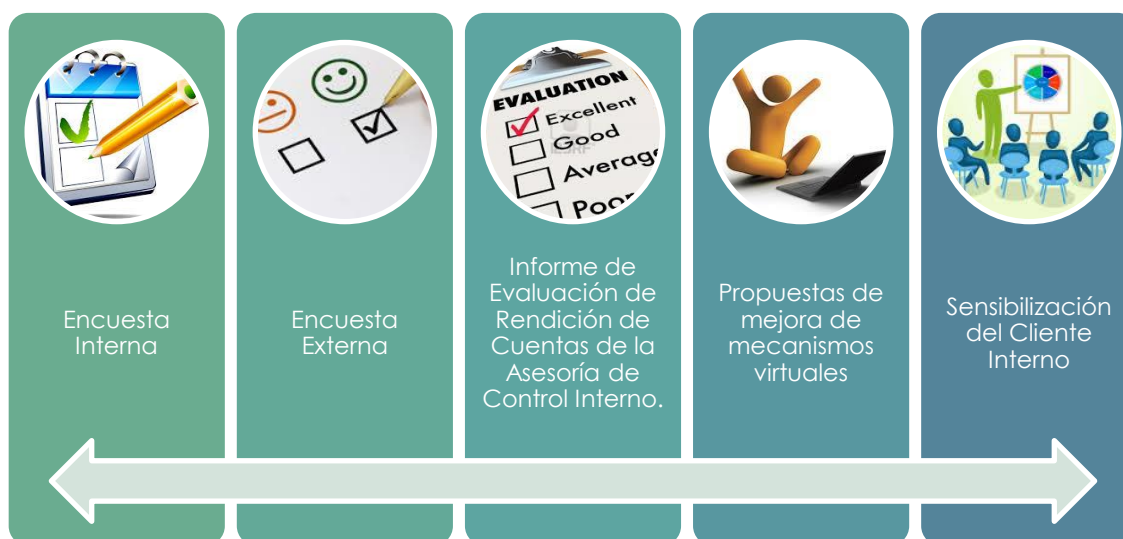 EVALUATION
Excellent
Good
Average
Poor
Encuesta
Interna
Encuesta
Externa
Informe de
Evaluación de
Rendición de
Cuentas de la
Asesoría de
Control Interno.
Propuestas de
mejora de
mecanismos
virtuales
Sensibilización
del Cliente
Interno